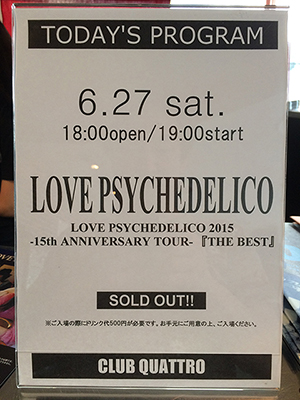 TODAY'S PROGRAM
6.27 sat.
18:00open/19:00start
LOVE PSYCHEDELICO
LOVE PSYCHEDELICO 2015
-15th ANNIVERSARY TOUR-『THE BEST』
SOLD OUT!!
※ご入場の際にドリンク代500円が必要です。お手元にご用意の上、ご入場ください。
CLUB QUATTRO